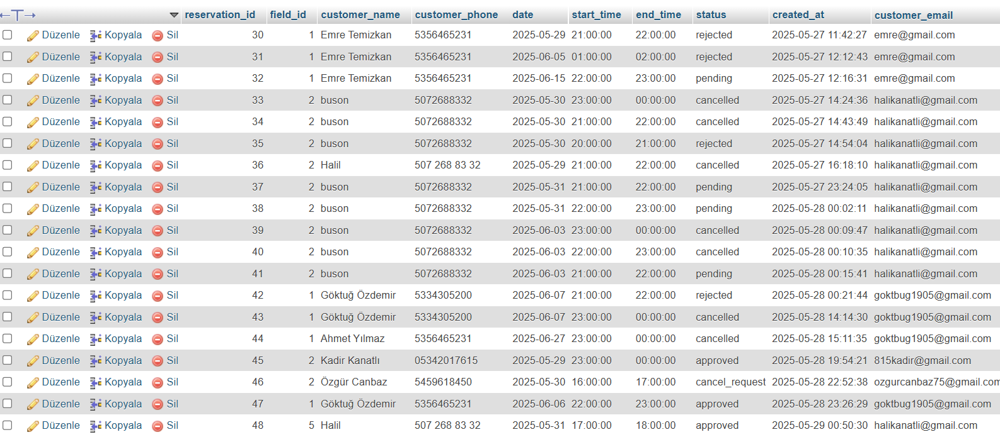 reservation_id field_id customer_name customer_phone date start_time end_time status created_at customer_email
Düzenle Kopyala Sil 30 1 Emre Temizkan 5356465231 2025-05-29 21:00:00 22:00:00 rejected 2025-05-27 11:42:27 emre@gmail.com
Düzenle Kopyala Sil 31 1 Emre Temizkan 5356465231 2025-06-05 01:00:00 02:00:00 rejected 2025-05-27 12:12:43 emre@gmail.com
Düzenle Kopyala Sil 32 1 Emre Temizkan 5356465231 2025-06-15 22:00:00 23:00:00 pending 2025-05-27 12:16:31 emre@gmail.com
Düzenle Kopyala Sil 33 2 buson 5072688332 2025-05-30 23:00:00 00:00:00 cancelled 2025-05-27 14:24:36 halikanatli@gmail.com
Düzenle Kopyala Sil 34 2 buson 5072688332 2025-05-30 21:00:00 22:00:00 cancelled 2025-05-27 14:43:49 halikanatli@gmail.com
Düzenle Kopyala Sil 35 2 buson 5072688332 2025-05-30 20:00:00 21:00:00 rejected 2025-05-27 14:54:04 halikanatli@gmail.com
Düzenle Kopyala Sil 36 2 Halil 507 268 83 32 2025-05-29 21:00:00 22:00:00 cancelled 2025-05-27 16:18:10 halikanatli@gmail.com
Düzenle Kopyala Sil 37 2 buson 5072688332 2025-05-31 21:00:00 22:00:00 pending 2025-05-27 23:24:05 halikanatli@gmail.com
Düzenle Kopyala Sil 38 2 buson 5072688332 2025-05-31 22:00:00 23:00:00 pending 2025-05-28 00:02:11 halikanatli@gmail.com
Düzenle Kopyala Sil 39 2 buson 5072688332 2025-06-03 23:00:00 00:00:00 cancelled 2025-05-28 00:09:47 halikanatli@gmail.com
Düzenle Kopyala Sil 40 2 buson 5072688332 2025-06-03 22:00:00 23:00:00 cancelled 2025-05-28 00:10:35 halikanatli@gmail.com
Düzenle Kopyala Sil 41 2 buson 5072688332 2025-06-03 21:00:00 22:00:00 pending 2025-05-28 00:15:41 halikanatli@gmail.com
Düzenle Kopyala Sil 42 1 Göktuğ Özdemir 5334305200 2025-06-07 21:00:00 22:00:00 rejected 2025-05-28 00:21:44 goktbug1905@gmail.com
Düzenle Kopyala Sil 43 1 Göktuğ Özdemir 5334305200 2025-06-07 23:00:00 00:00:00 cancelled 2025-05-28 14:14:30 goktbug1905@gmail.com
Düzenle Kopyala Sil 44 1 Ahmet Yılmaz 5356465231 2025-06-27 23:00:00 00:00:00 cancelled 2025-05-28 15:11:35 goktbug1905@gmail.com
Düzenle Kopyala Sil 45 2 Kadir Kanatlı 05342017615 2025-05-29 23:00:00 00:00:00 approved 2025-05-28 19:54:21 815kadir@gmail.com
Düzenle Kopyala Sil 46 2 Özgür Canbaz 5459618450 2025-05-30 16:00:00 17:00:00 cancel_request 2025-05-28 22:52:38 ozgurcanbaz75@gmail.com
Düzenle Kopyala Sil 47 1 Göktuğ Özdemir 5356465231 2025-06-06 22:00:00 23:00:00 approved 2025-05-28 23:26:29 goktbug1905@gmail.com
Düzenle Kopyala Sil 48 5 Halil 507 268 83 32 2025-05-31 17:00:00 18:00:00 approved 2025-05-29 00:50:30 halikanatli@gmail.com